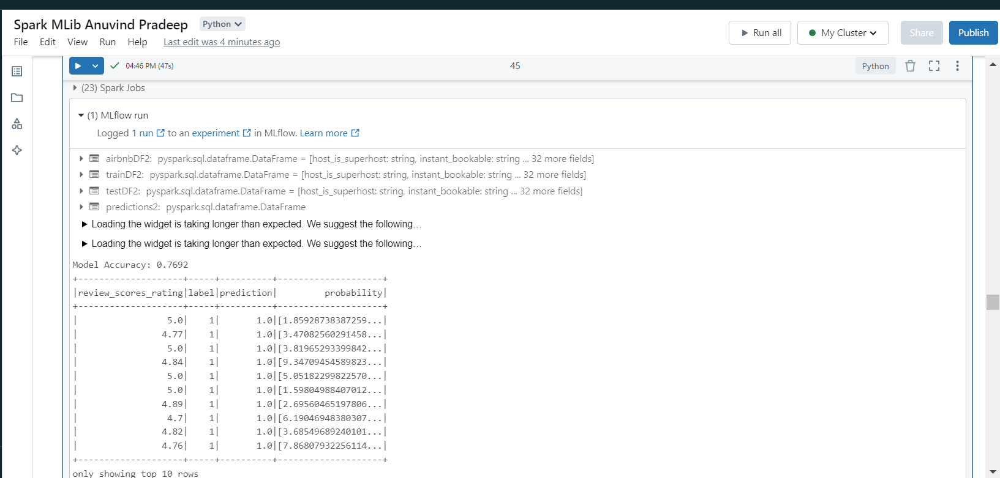 Spark MLib Anuvind Pradeep Python
File Edit View Run Help Last edit was 4 minutes ago
Run all My Cluster Share Publish
04:46 PM (47s) 45 Python
(23) Spark Jobs
(1) MLflow run
Logged 1 run to an experiment in MLflow. Learn more
airbnbDF2: pyspark.sql.dataframe.DataFrame = [host_is_superhost: string, instant_bookable: string ... 32 more fields]
trainDF2: pyspark.sql.dataframe.DataFrame = [host_is_superhost: string, instant_bookable: string ... 32 more fields]
testDF2: pyspark.sql.dataframe.DataFrame = [host_is_superhost: string, instant_bookable: string ... 32 more fields]
predictions2: pyspark.sql.dataframe.DataFrame
Loading the widget is taking longer than expected. We suggest the following...
Loading the widget is taking longer than expected. We suggest the following...
Model Accuracy: 0.7692
+--------------------+-----+----------+--------------------+
|review_scores_rating|label|prediction|         probability|
+--------------------+-----+----------+--------------------+
|                 5.0|    1|       1.0|[1.85928738387259...|
|                4.77|    1|       1.0|[3.47082560291458...|
|                 5.0|    1|       1.0|[3.81965293399842...|
|                4.84|    1|       1.0|[9.34709454589823...|
|                 5.0|    1|       1.0|[5.05182299822570...|
|                 5.0|    1|       1.0|[1.59804988407012...|
|                4.89|    1|       1.0|[2.69560465197806...|
|                 4.7|    1|       1.0|[6.19046948380307...|
|                4.82|    1|       1.0|[3.68549689240101...|
|                4.76|    1|       1.0|[7.86807932256114...|
+--------------------+-----+----------+--------------------+
only showing top 10 rows